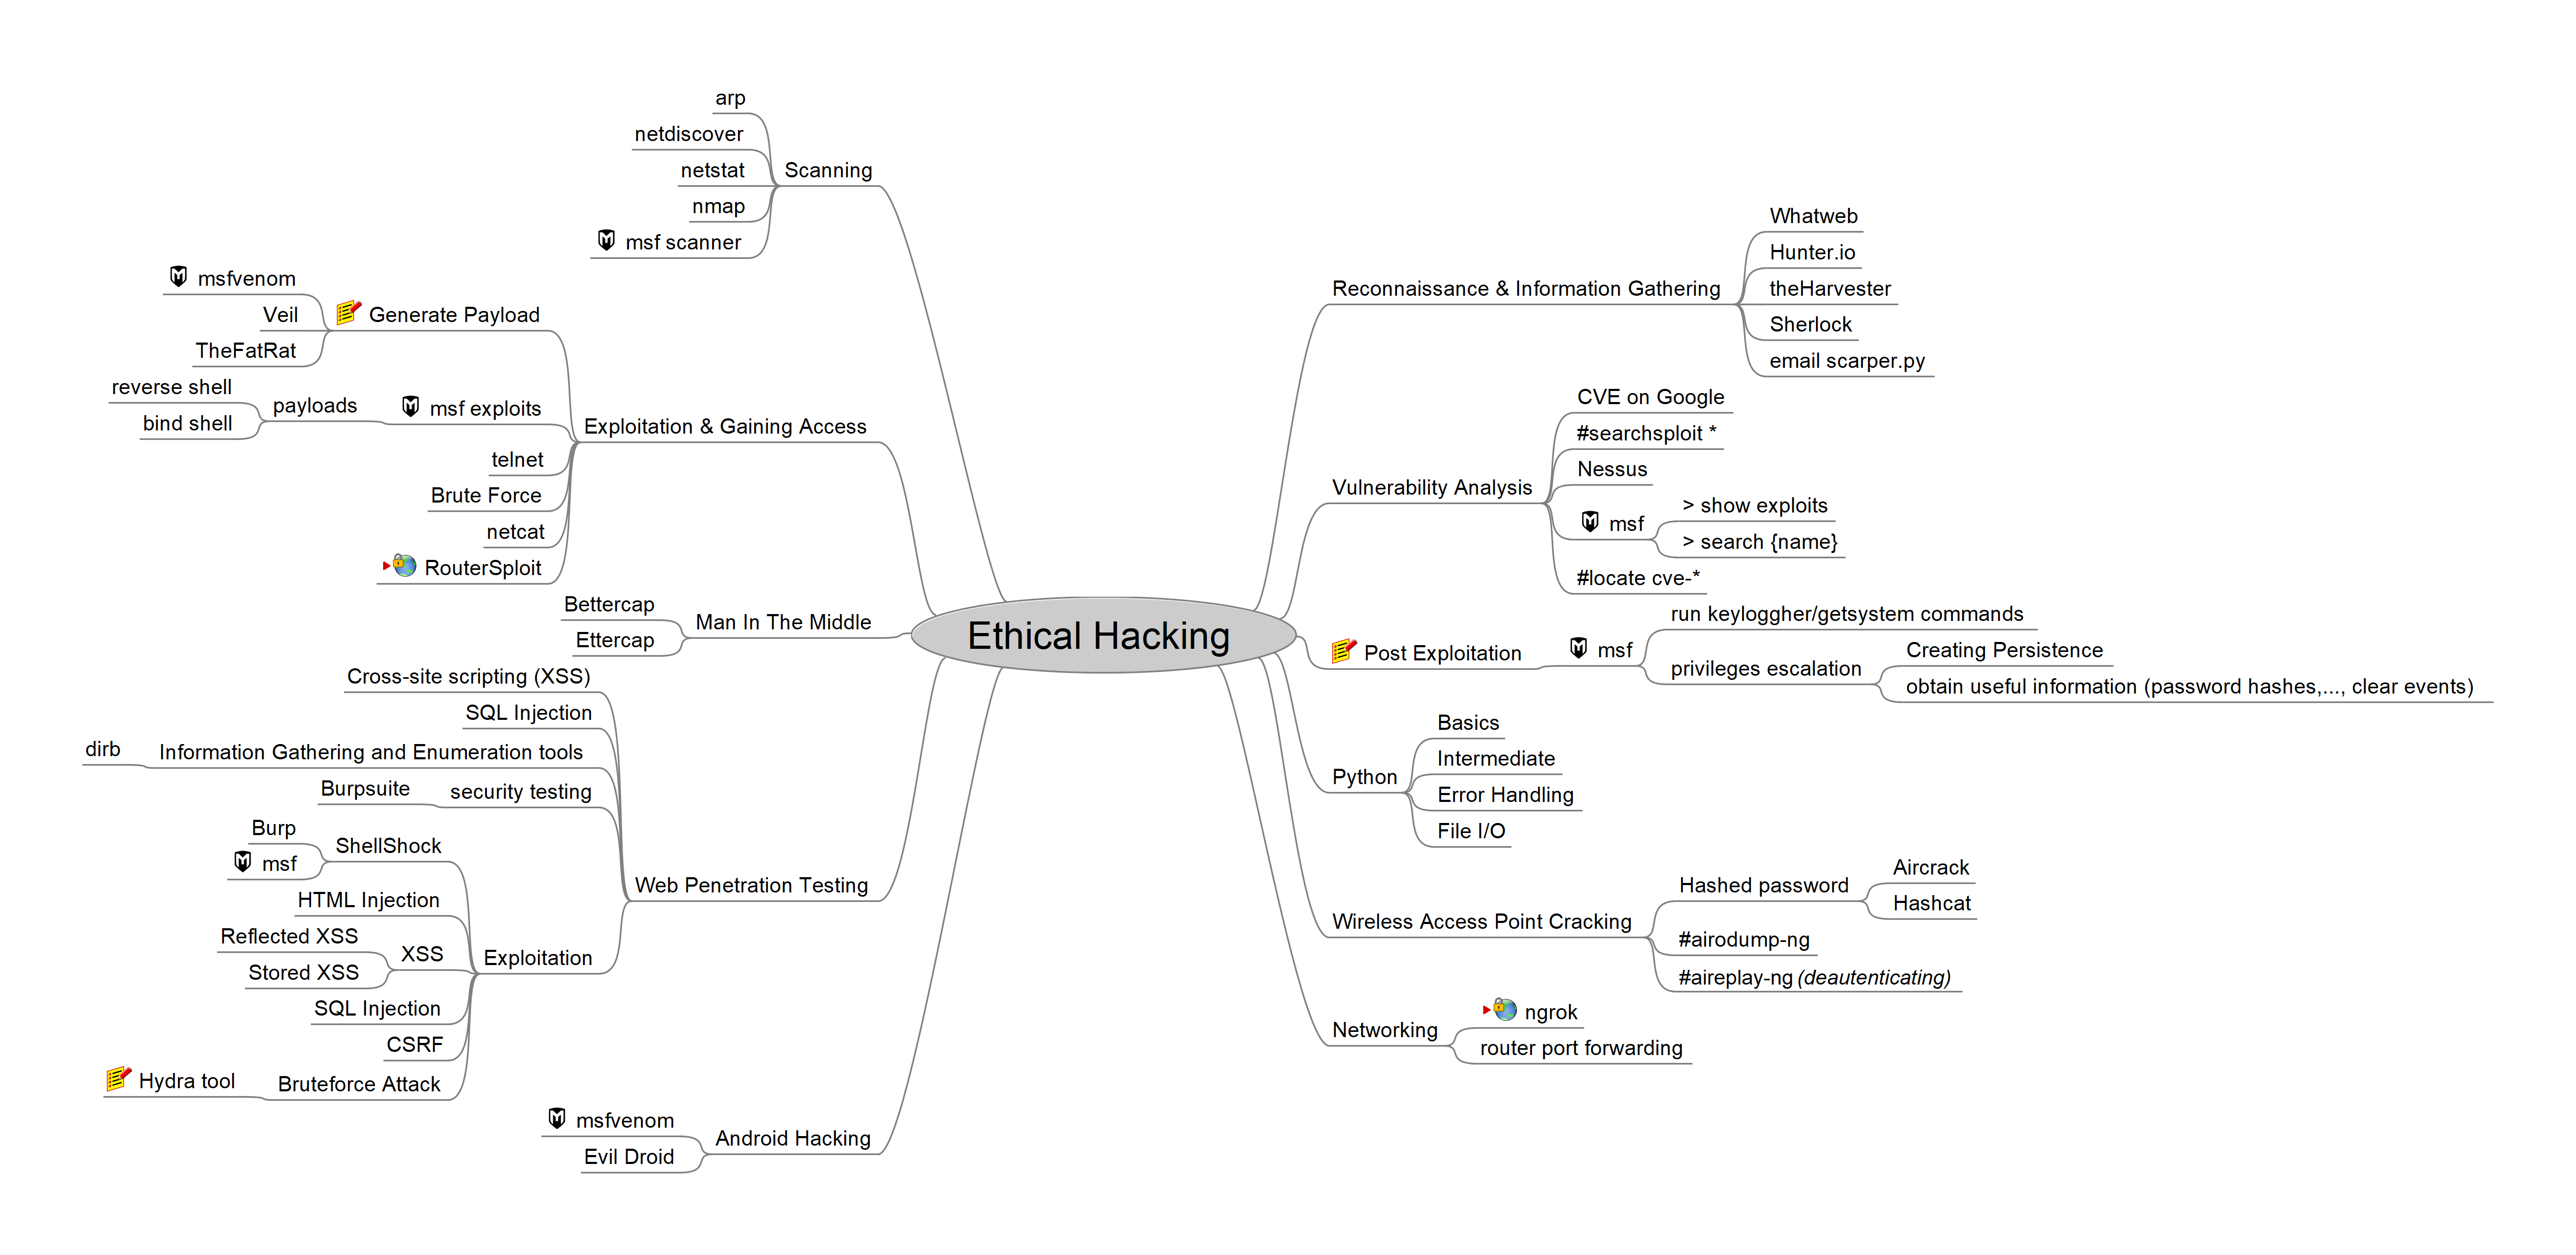 Ethical Hacking
Scanning
arp
netdiscover
netstat
nmap
msf scanner
Exploitation & Gaining Access
Generate Payload
msfvenom
Veil
TheFatRat
msf exploits
payloads
reverse shell
bind shell
telnet
Brute Force
netcat
RouterSploit
Man In The Middle
Bettercap
Ettercap
Web Penetration Testing
Cross-site scripting (XSS)
SQL Injection
Information Gathering and Enumeration tools
dirb
security testing
Burpsuite
Exploitation
ShellShock
Burp
msf
HTML Injection
XSS
Reflected XSS
Stored XSS
SQL Injection
CSRF
Bruteforce Attack
Hydra tool
Android Hacking
msfvenom
Evil Droid
Reconnaissance & Information Gathering
Whatweb
Hunter.io
theHarvester
Sherlock
email scarper.py
Vulnerability Analysis
CVE on Google
#searchsploit *
Nessus
msf
> show exploits
> search {name}
#locate cve-*
Post Exploitation
msf
run keyloggher/getsystem commands
privileges escalation
Creating Persistence
obtain useful information (password hashes,..., clear events)
Python
Basics
Intermediate
Error Handling
File I/O
Wireless Access Point Cracking
Hashed password
Aircrack
Hashcat
#airodump-ng
#aireplay-ng (deautenticating)
Networking
ngrok
router port forwarding